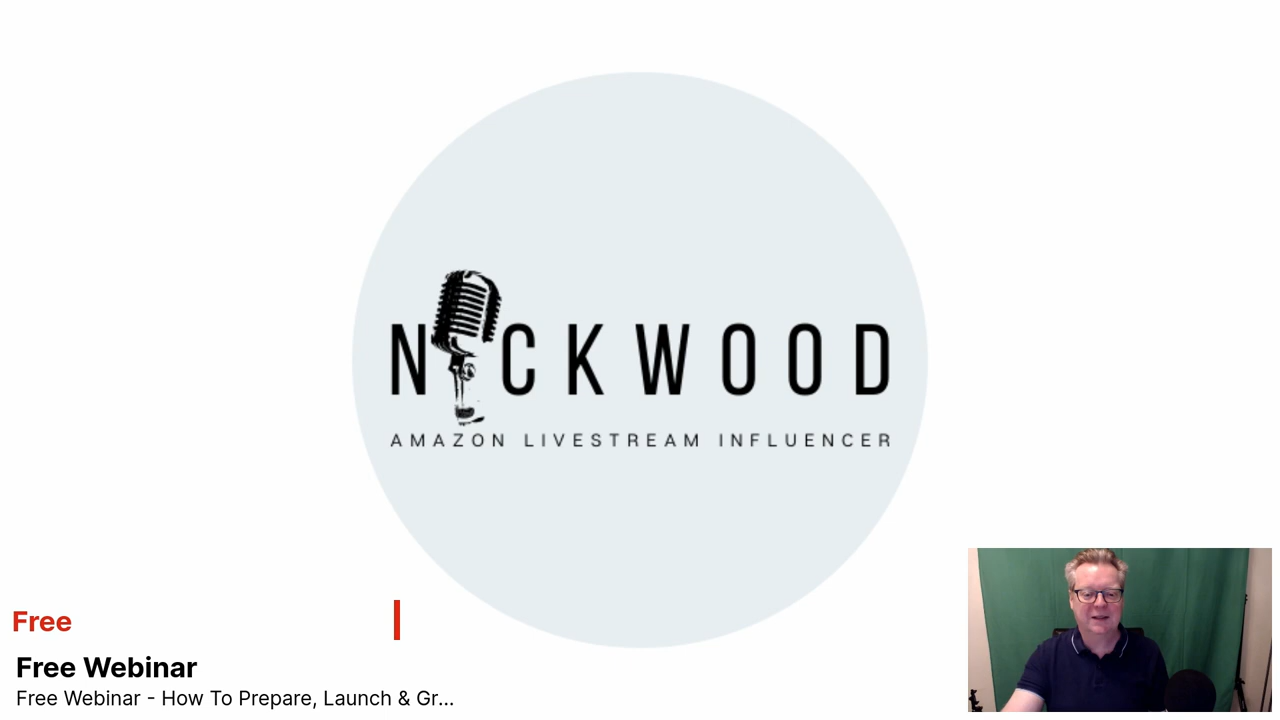 NICKWOOD
AMAZON LIVESTREAM INFLUENCER
Free
Free Webinar
Free Webinar - How To Prepare, Launch & Gr...